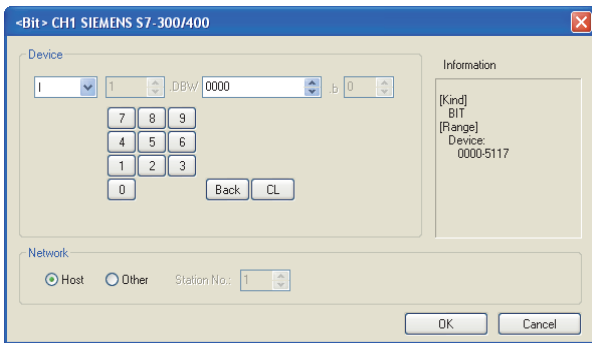 <Bit> CH1 SIEMENS S7-300/400
Device
I 1 .DBW 0000 .b 0
7 8 9
4 5 6
1 2 3
0 Back CL
Information
[Kind]
BIT
[Range]
Device:
0000-5117
Network
Host Other Station No.: 1
OK Cancel